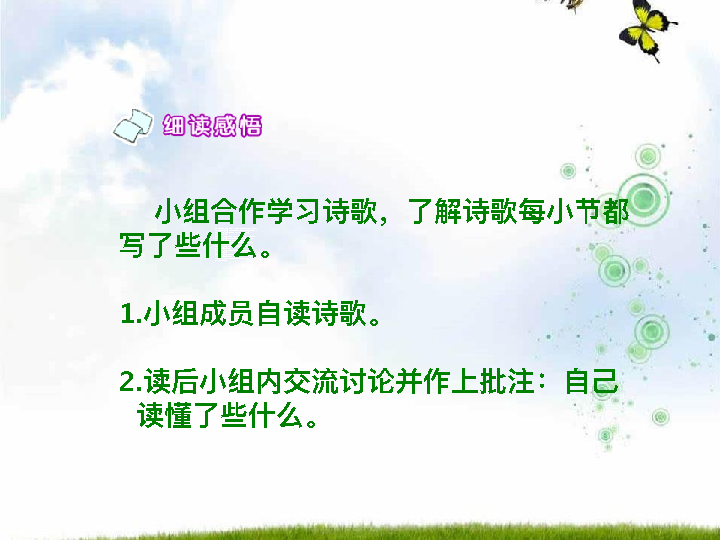 细读感悟
小组合作学习诗歌，了解诗歌每小节都
写了些什么。
1.小组成员自读诗歌。
2.读后小组内交流讨论并作上批注：自己
读懂了些什么。